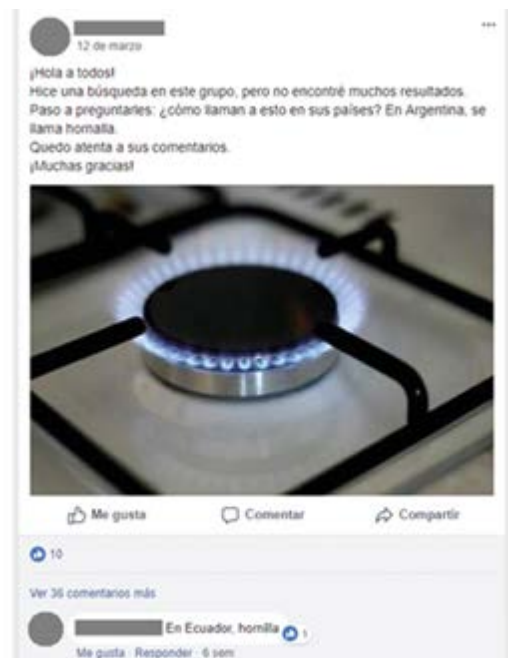 12 de marzo
¡Hola a todos!
Hice una búsqueda en este grupo, pero no encontré muchos resultados.
Paso a preguntarles: ¿cómo llaman a esto en sus países? En Argentina, se
llama hornalla.
Quedo atenta a sus comentarios.
¡Muchas gracias!
Me gusta Comentar Compartir
10
Ver 36 comentarios más
En Ecuador, hornilla 1
Me gusta · Responder · 6 sem